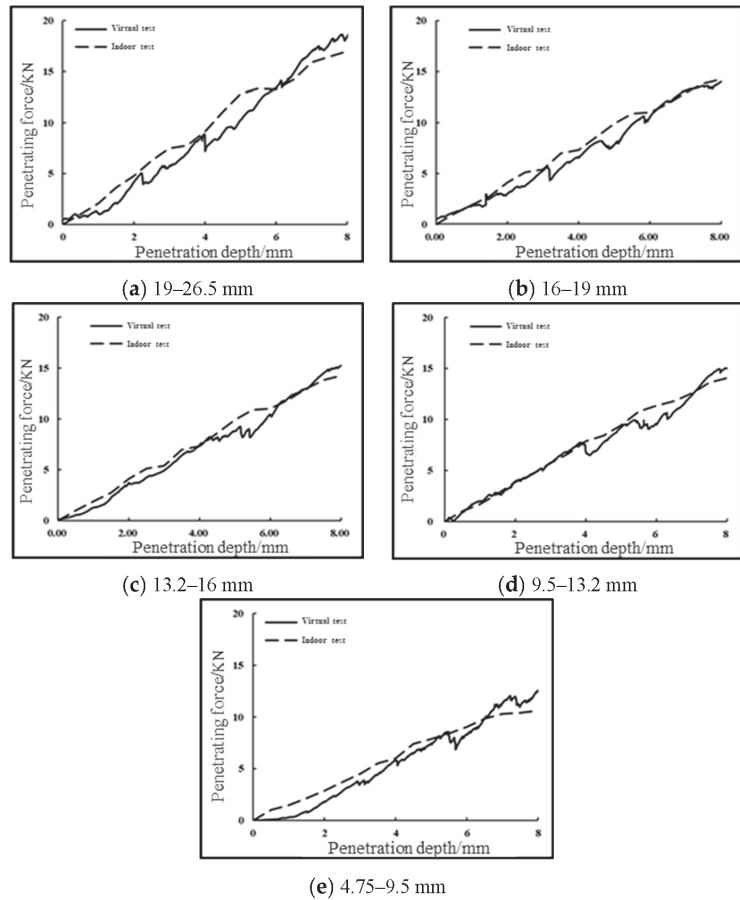 20
Virtual test
Indoor test
15
10
5
0
0 2 4 6 8
Penetrating force/KN
Penetration depth/mm
(a) 19–26.5 mm
20
Virtual test
Indoor test
15
10
5
0
0.00 2.00 4.00 6.00 8.00
Penetrating force/KN
Penetration depth/mm
(b) 16–19 mm
20
Virtual test
Indoor test
15
10
5
0
0.00 2.00 4.00 6.00 8.00
Penetrating force/KN
Penetration depth/mm
(c) 13.2–16 mm
20
Virtual test
Indoor test
15
10
5
0
0 2 4 6 8
Penetrating force/KN
Penetration depth/mm
(d) 9.5–13.2 mm
20
Virtual test
Indoor test
15
10
5
0
0 2 4 6 8
Penetrating force/KN
Penetration depth/mm
(e) 4.75–9.5 mm